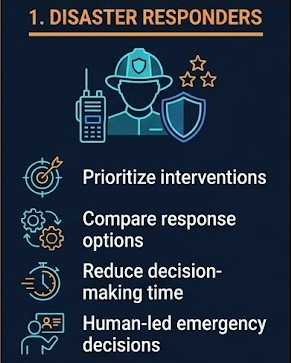 1. DISASTER RESPONDERS
Prioritize interventions
Compare response
options
Reduce decision-
making time
Human-led emergency
decisions